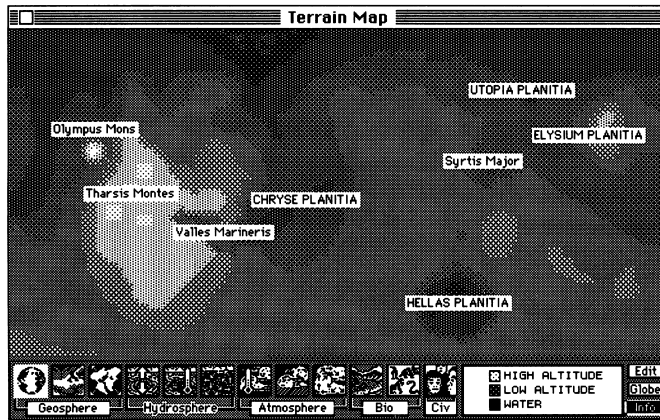 Terrain Map
UTOPIA PLANITIA
Olympus Mons
ELYSIUM PLANITIA
Syrtis Major
Tharsis Montes
CHRYSE PLANITIA
Valles Marineris
HELLAS PLANITIA
HIGH ALTITUDE
LOW ALTITUDE
WATER
Edit
Globe
Geosphere
Hydrosphere
Atmosphere
Bio
Civ